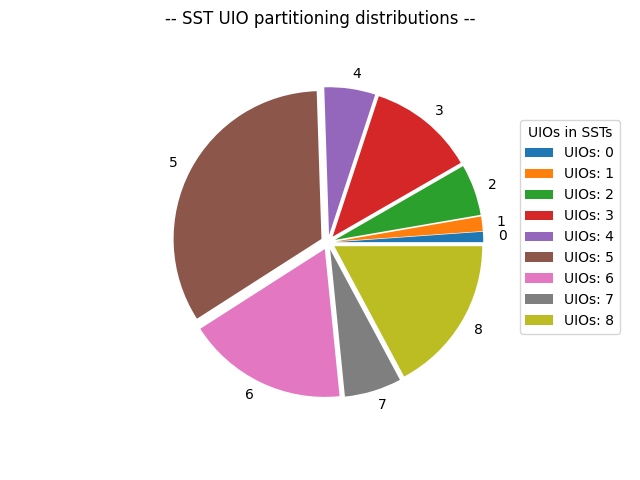 -- SST UIO partitioning distributions --
4
3
5
2
1
0
8
7
6
UIOs in SSTs
UIOs: 0
UIOs: 1
UIOs: 2
UIOs: 3
UIOs: 4
UIOs: 5
UIOs: 6
UIOs: 7
UIOs: 8